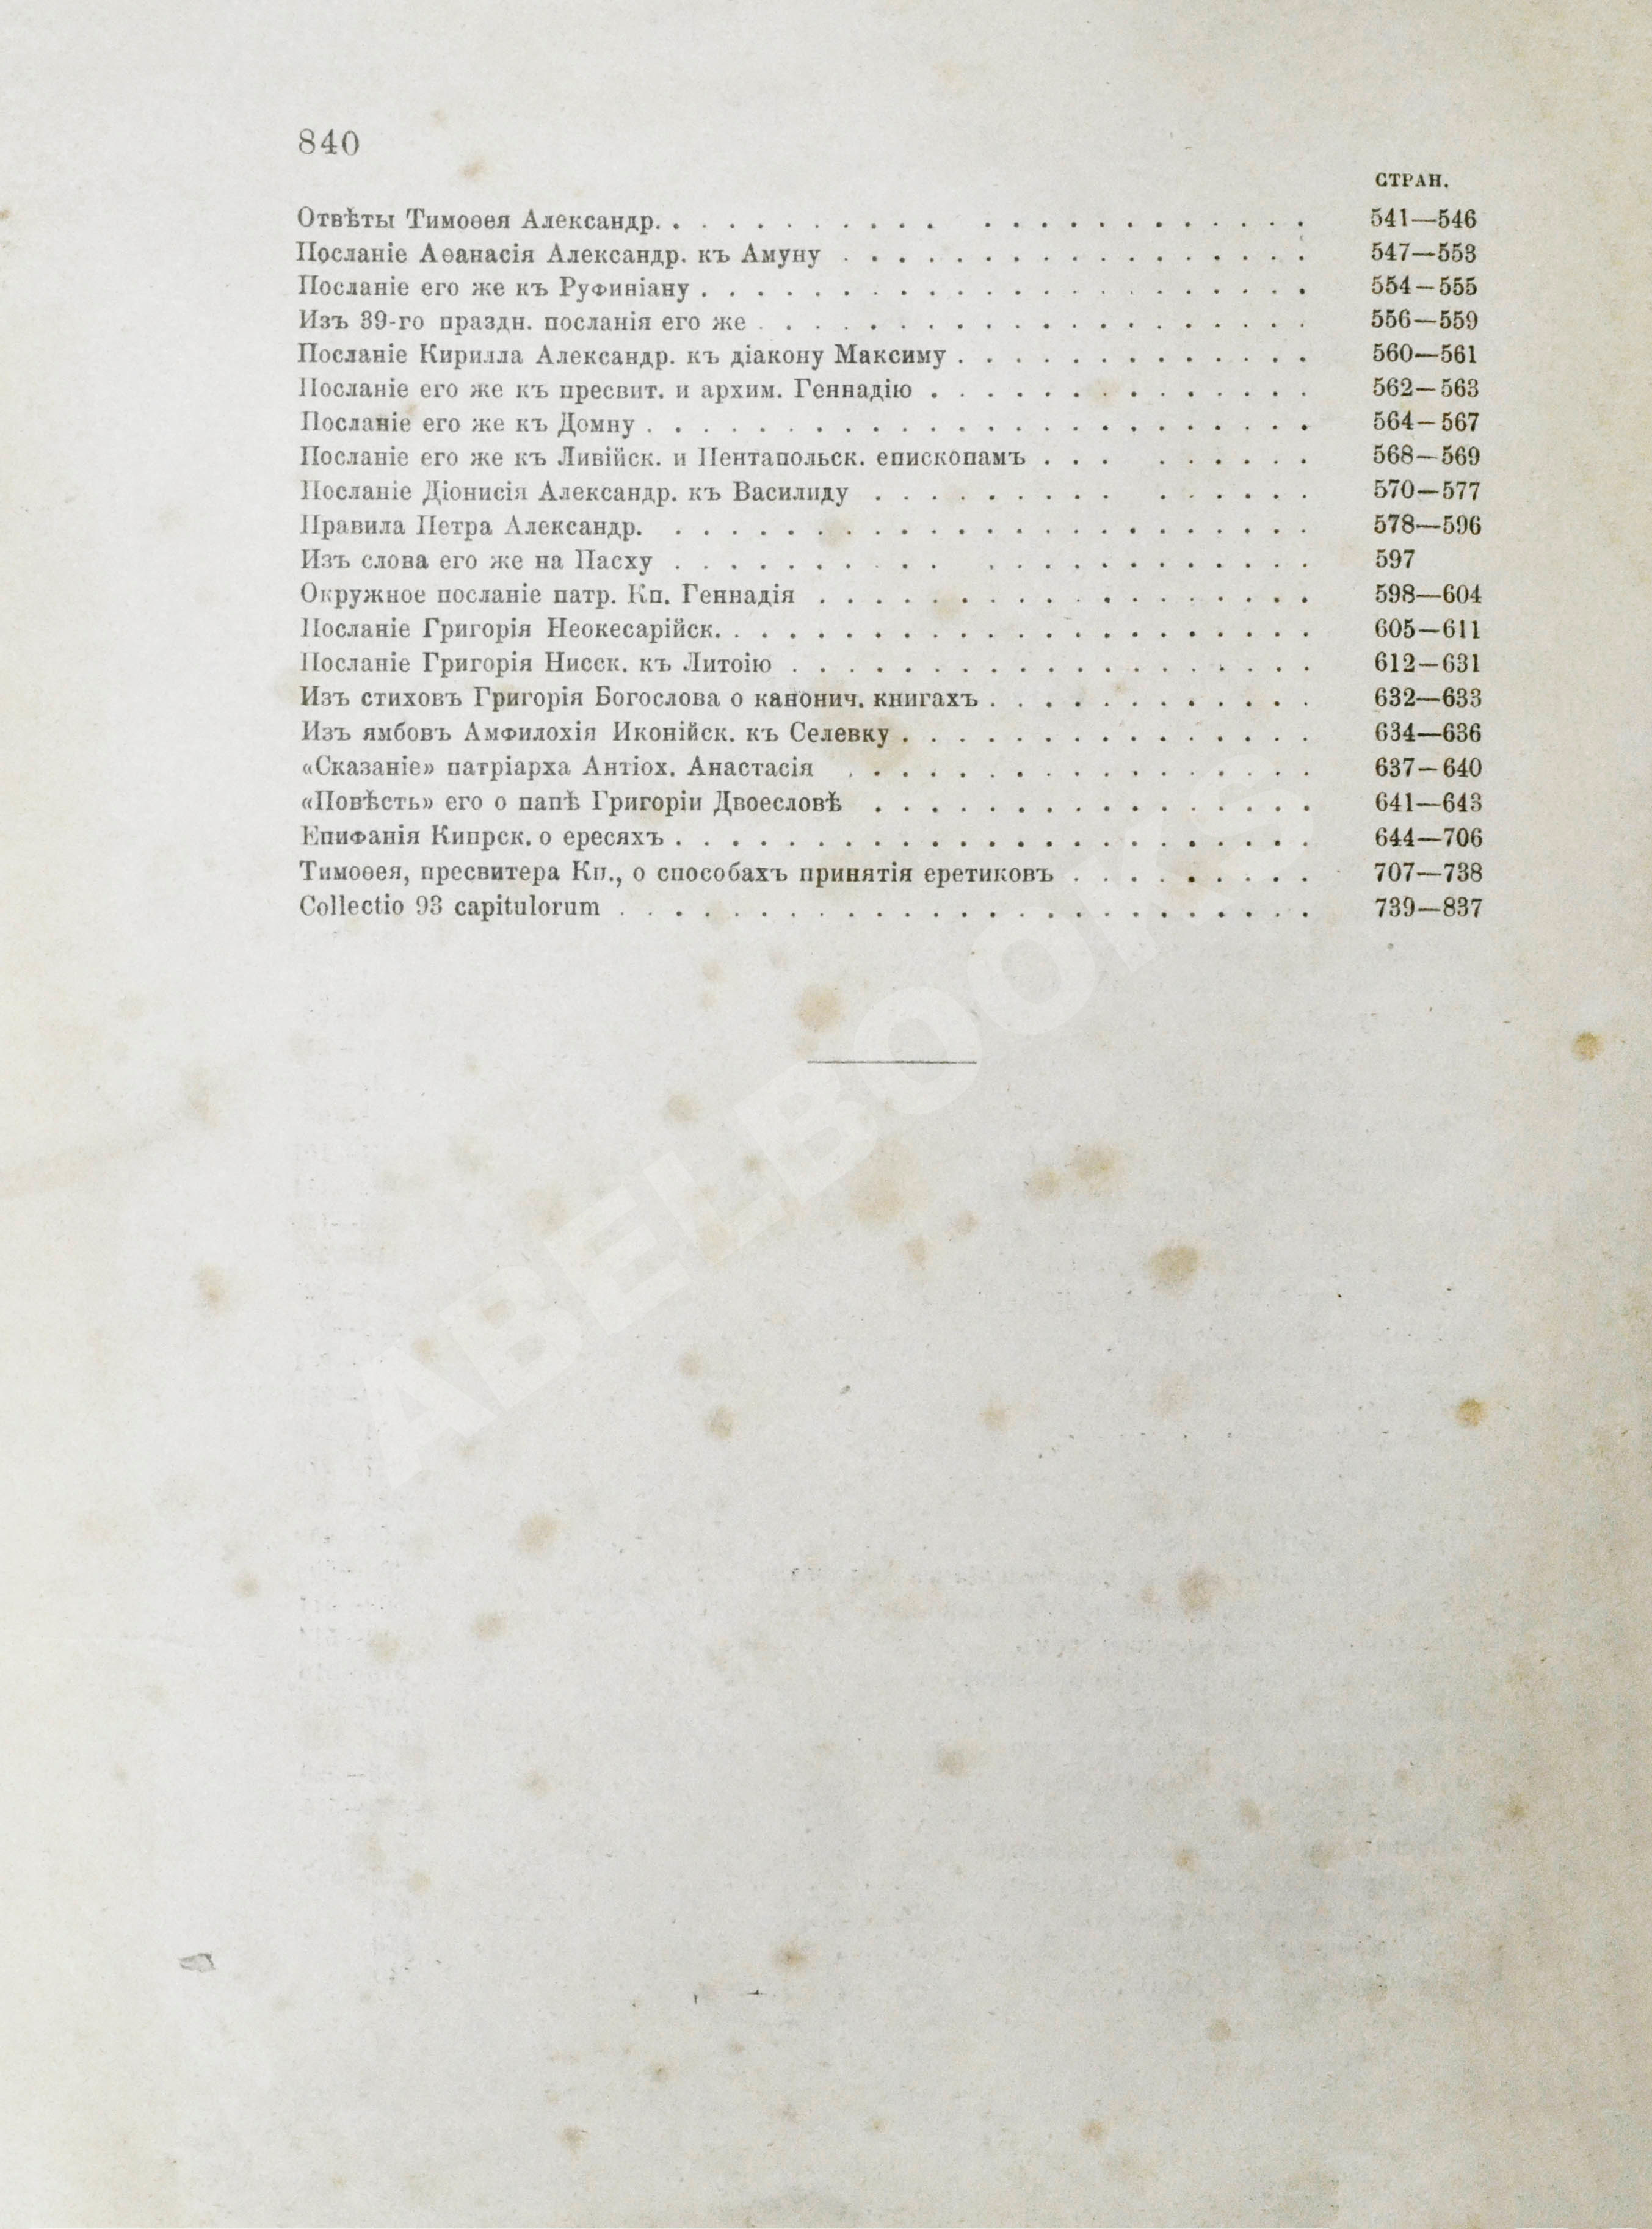 840
СТРАН.
Отвѣты Тимоѳея Александр. . . . . . . . . . . . . . . . . . . . . . . 541—546
Посланіе Аѳанасія Александр. къ Амуну . . . . . . . . . . . . . . . . . 547—553
Посланіе его же къ Руфиніану . . . . . . . . . . . . . . . . . . . . . . 554—555
Изъ 39-го праздн. посланія его же . . . . . . . . . . . . . . . . . . . . 556—559
Посланіе Кирилла Александр. къ діакону Максиму . . . . . . . . . . . . . 560—561
Посланіе его же къ пресвит. и архим. Геннадію . . . . . . . . . . . . . . 562—563
Посланіе его же къ Домну . . . . . . . . . . . . . . . . . . . . . . . . 564—567
Посланіе его же къ Ливійск. и Пентапольск. епископамъ . . . . . . . . . 568—569
Посланіе Діонисія Александр. къ Василиду . . . . . . . . . . . . . . . 570—577
Правила Петра Александр. . . . . . . . . . . . . . . . . . . . . . . . 578—596
Изъ слова его же на Пасху . . . . . . . . . . . . . . . . . . . . . . 597
Окружное посланіе патр. Кп. Геннадія . . . . . . . . . . . . . . . . . . 598—604
Посланіе Григорія Неокесарійск. . . . . . . . . . . . . . . . . . . . . . 605—611
Посланіе Григорія Нисск. къ Литоію . . . . . . . . . . . . . . . . . . . 612—631
Изъ стиховъ Григорія Богослова о канонич. книгахъ . . . . . . . . . . . . 632—633
Изъ ямбовъ Амфилохія Иконійск. къ Селевку . . . . . . . . . . . . . . . 634—636
«Сказаніе» патріарха Антіох. Анастасія . . . . . . . . . . . . . . . . . 637—640
«Повѣсть» его о папѣ Григоріи Двоесловѣ . . . . . . . . . . . . . . . . 641—643
Епифанія Кипрск. о ересяхъ . . . . . . . . . . . . . . . . . . . . . . . 644—706
Тимоѳея, пресвитера Кп., о способахъ принятія еретиковъ . . . . . . . . . 707—738
Collectio 93 capitulorum . . . . . . . . . . . . . . . . . . . . . . . . . 739—837
ABELBOOKS